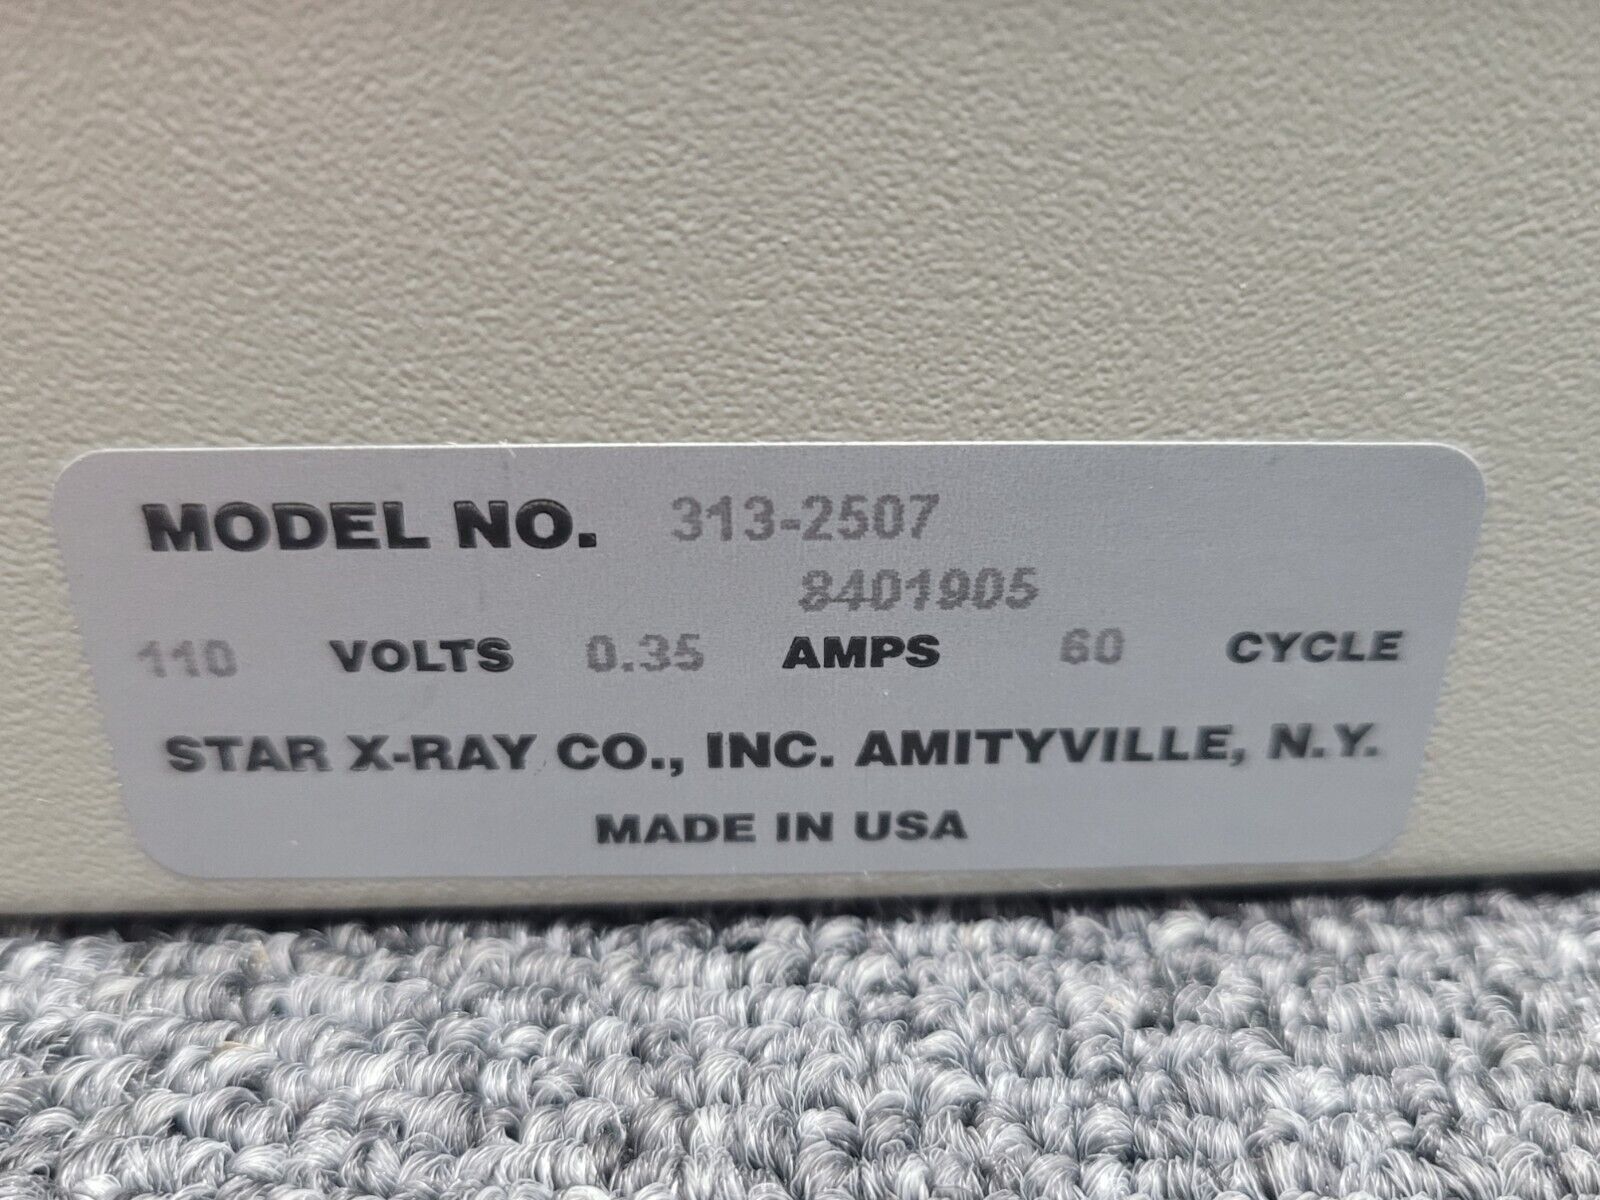 MODEL NO. 313-2507
8401905
110 VOLTS 0.35 AMPS 60 CYCLE
STAR X-RAY CO., INC. AMITYVILLE, N.Y.
MADE IN USA